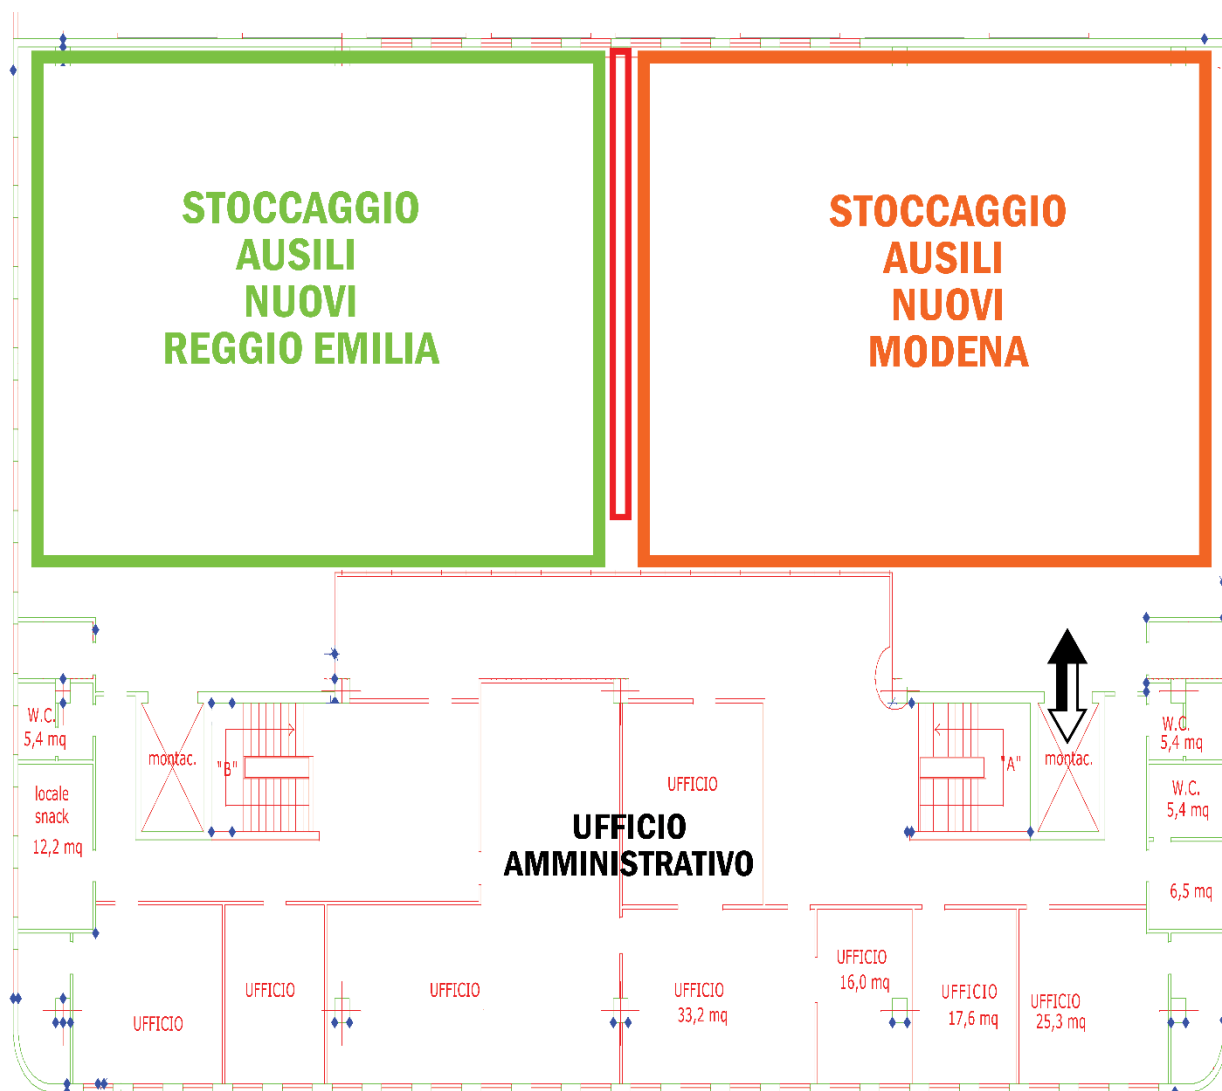 STOCCAGGIO
AUSILI
NUOVI
REGGIO EMILIA
STOCCAGGIO
AUSILI
NUOVI
MODENA
W.C.
5,4 mq
montac.
"B"
locale
snack
12,2 mq
UFFICIO
UFFICIO
AMMINISTRATIVO
"A"
montac.
W.C.
5,4 mq
W.C.
5,4 mq
6,5 mq
UFFICIO
UFFICIO
UFFICIO
UFFICIO
33,2 mq
UFFICIO
16,0 mq
UFFICIO
17,6 mq
UFFICIO
25,3 mq